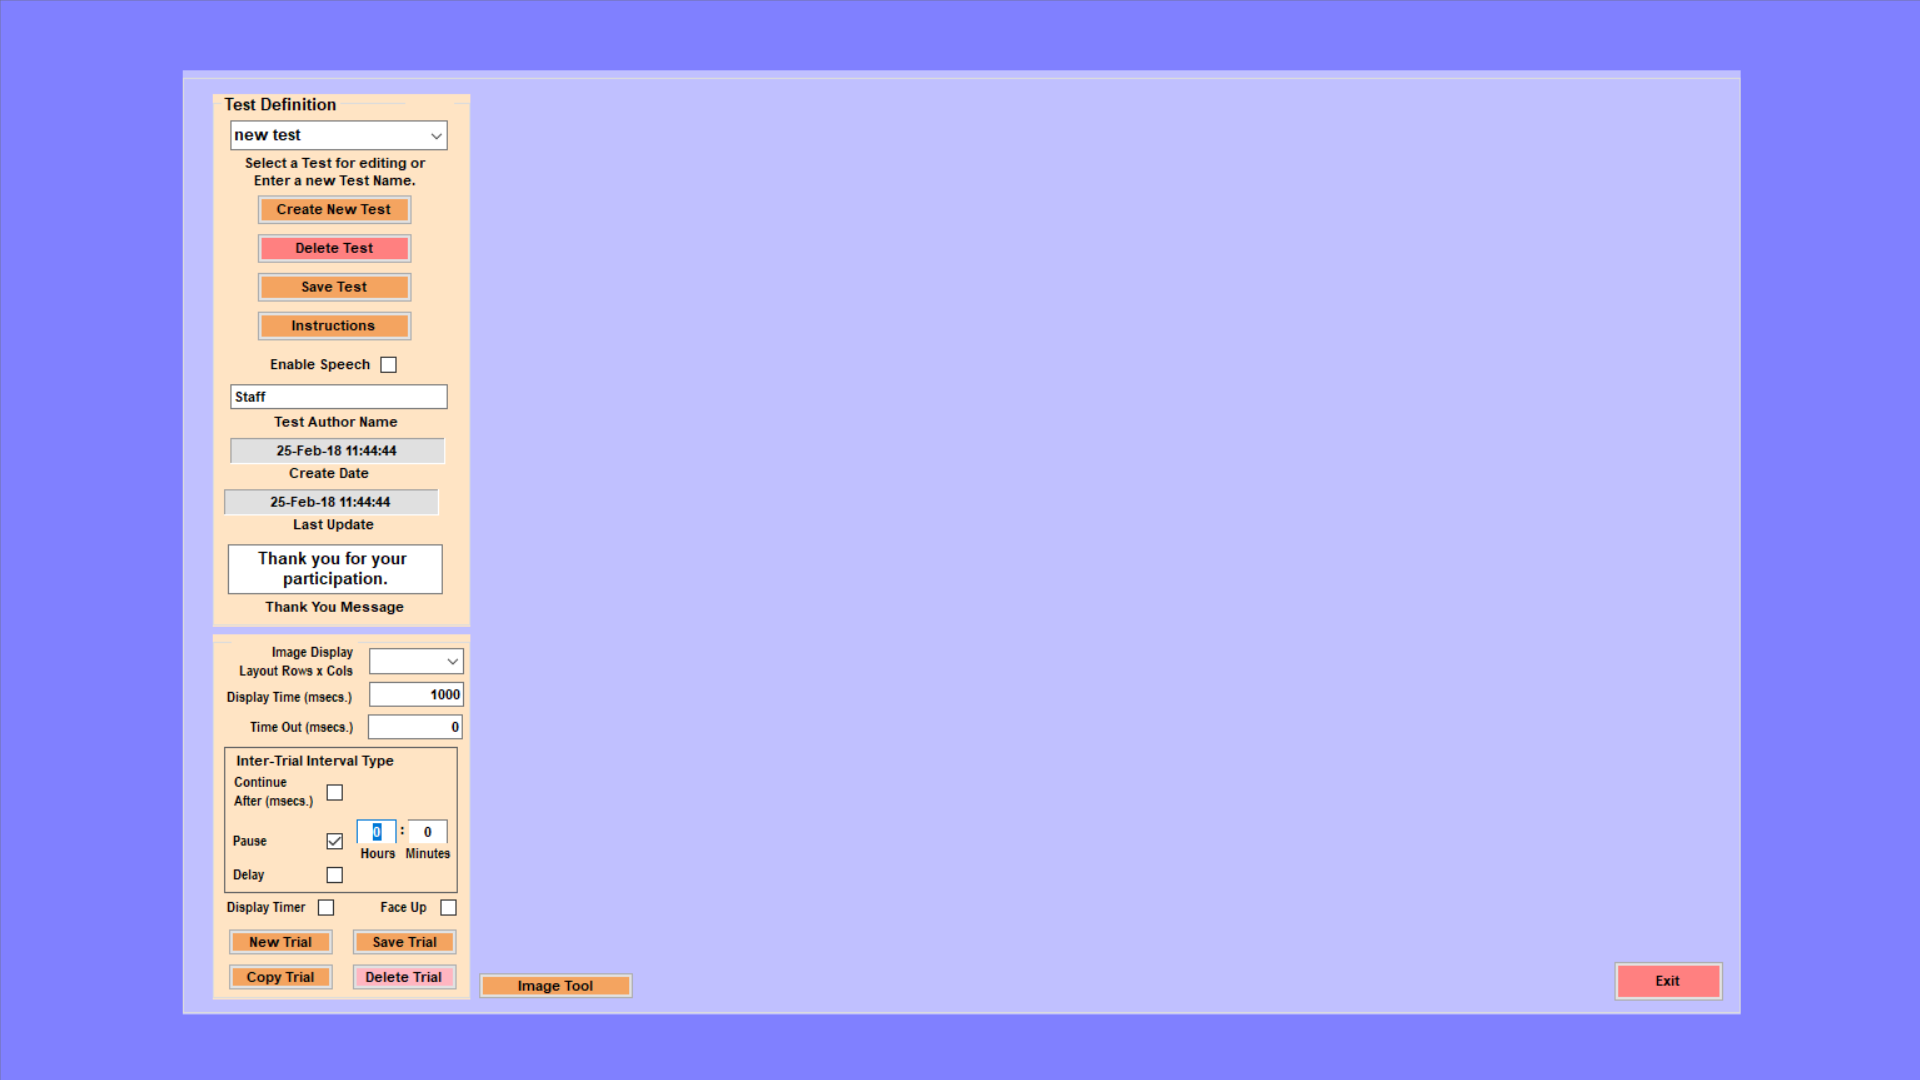 Test Definition
new test
Select a Test for editing or
Enter a new Test Name.
Create New Test
Delete Test
Save Test
Instructions
Enable Speech
Staff
Test Author Name
25-Feb-18 11:44:44
Create Date
25-Feb-18 11:44:44
Last Update
Thank you for your
participation.
Thank You Message
Image Display
Layout Rows x Cols
Display Time (msecs.) 1000
Time Out (msecs.) 0
Inter-Trial Interval Type
Continue
After (msecs.)
Pause 0 : 0
Hours Minutes
Delay
Display Timer Face Up
New Trial Save Trial
Copy Trial Delete Trial
Image Tool
Exit